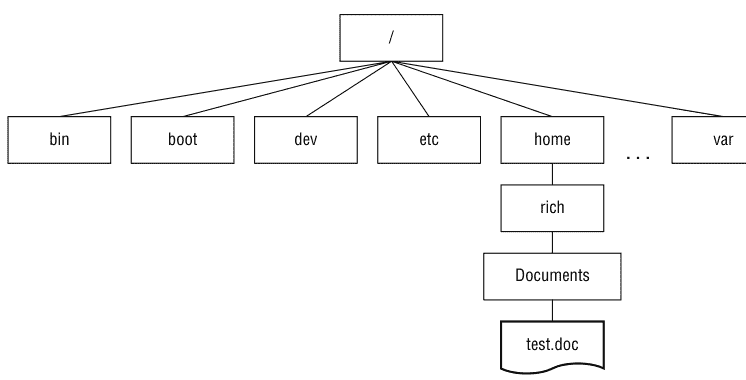 /
bin boot dev etc home ... var
rich
Documents
test.doc